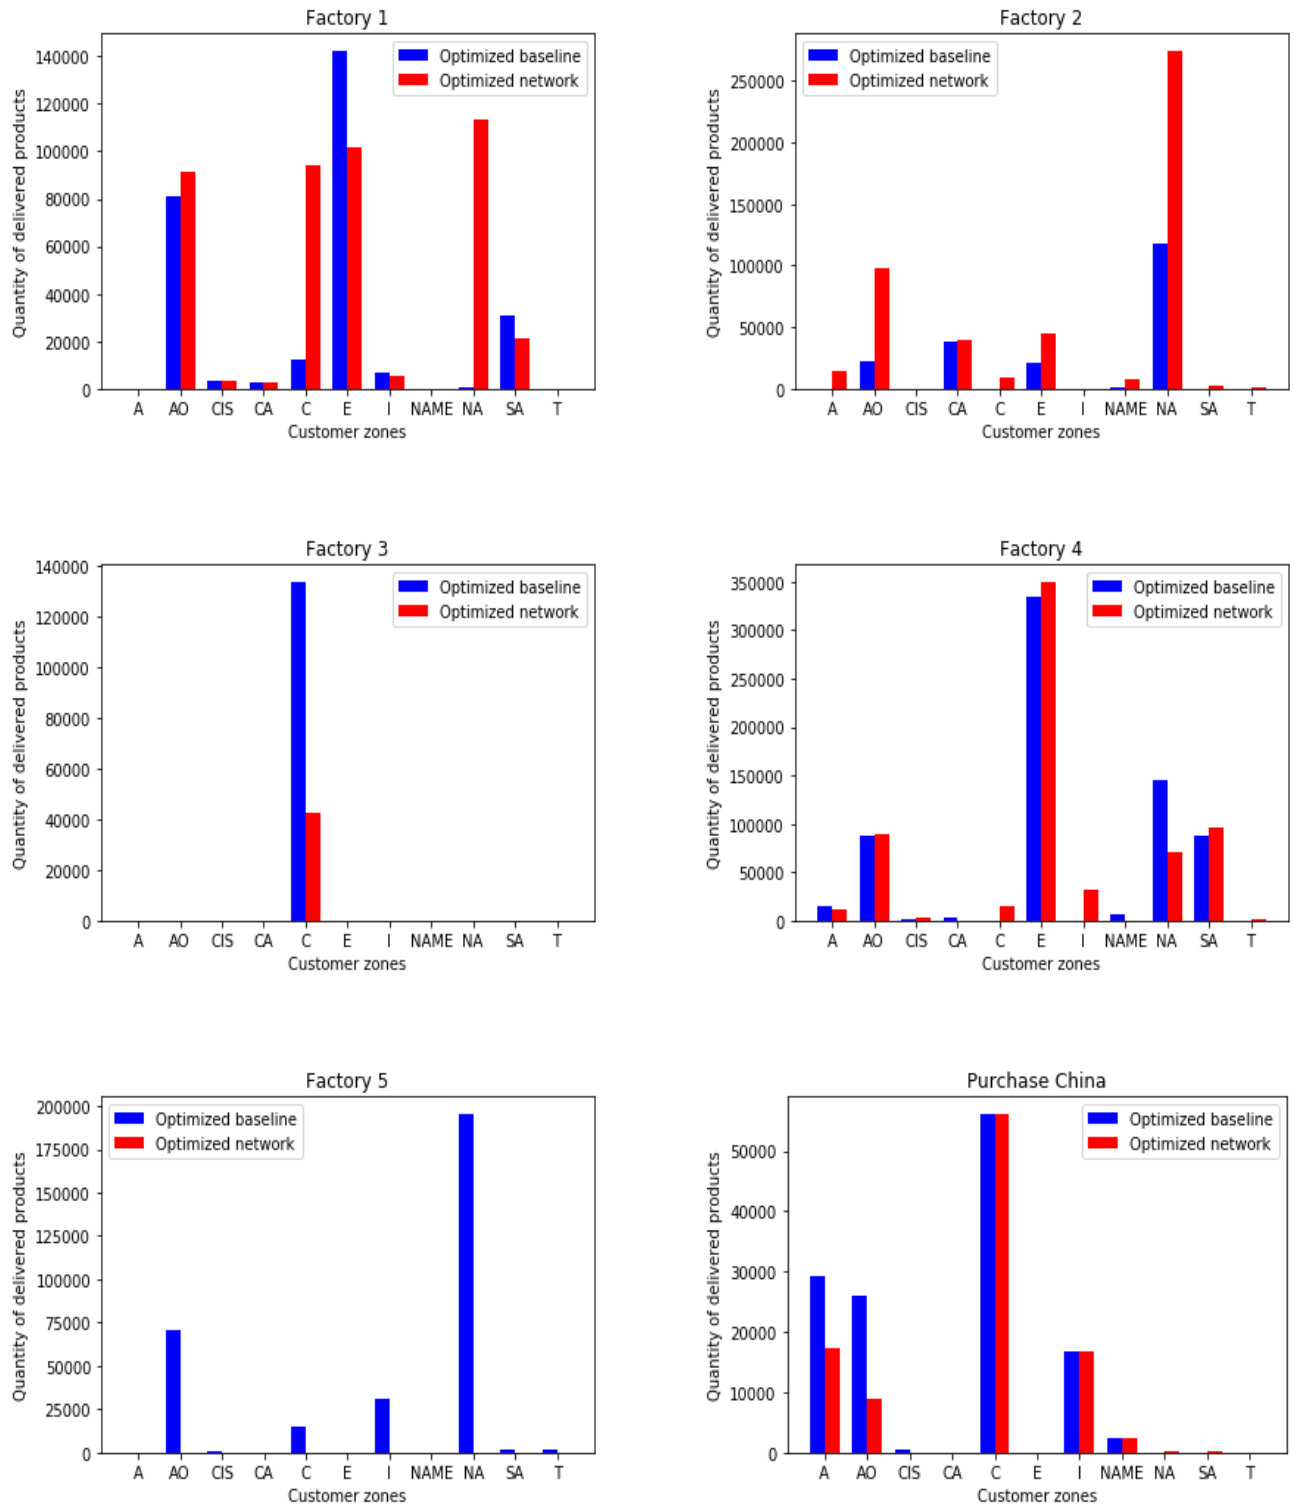 Factory 1
Quantity of delivered products
140000
120000
100000
80000
60000
40000
20000
0
Optimized baseline
Optimized network
A AO CIS CA C E I NAME NA SA T
Customer zones
Factory 2
Quantity of delivered products
250000
200000
150000
100000
50000
0
Optimized baseline
Optimized network
A AO CIS CA C E I NAME NA SA T
Customer zones
Factory 3
Quantity of delivered products
140000
120000
100000
80000
60000
40000
20000
0
Optimized baseline
Optimized network
A AO CIS CA C E I NAME NA SA T
Customer zones
Factory 4
Quantity of delivered products
350000
300000
250000
200000
150000
100000
50000
0
Optimized baseline
Optimized network
A AO CIS CA C E I NAME NA SA T
Customer zones
Factory 5
Quantity of delivered products
200000
175000
150000
125000
100000
75000
50000
25000
0
Optimized baseline
Optimized network
A AO CIS CA C E I NAME NA SA T
Customer zones
Purchase China
Quantity of delivered products
50000
40000
30000
20000
10000
0
Optimized baseline
Optimized network
A AO CIS CA C E I NAME NA SA T
Customer zones